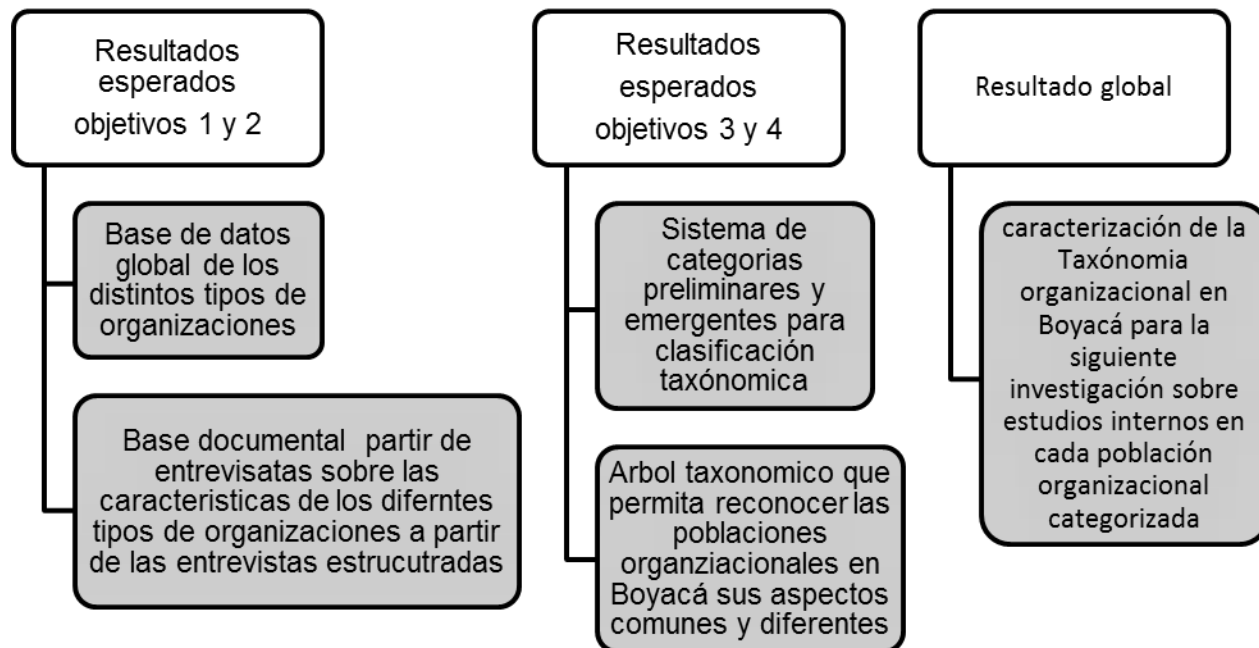 Resultados
esperados
objetivos 1 y 2
Base de datos
global de los
distintos tipos de
organizaciones
Base documental partir de
entrevisatas sobre las
caracteristicas de los diferntes
tipos de organizaciones a partir
de las entrevistas estrucutradas
Resultados
esperados
objetivos 3 y 4
Sistema de
categorias
preliminares y
emergentes para
clasificación
taxónomica
Arbol taxonomico que
permita reconocer las
poblaciones
organziacionales en
Boyacá sus aspectos
comunes y diferentes
Resultado global
caracterización de la
Taxónomia
organizacional en
Boyacá para la
siguiente
investigación sobre
estudios internos en
cada población
organizacional
categorizada